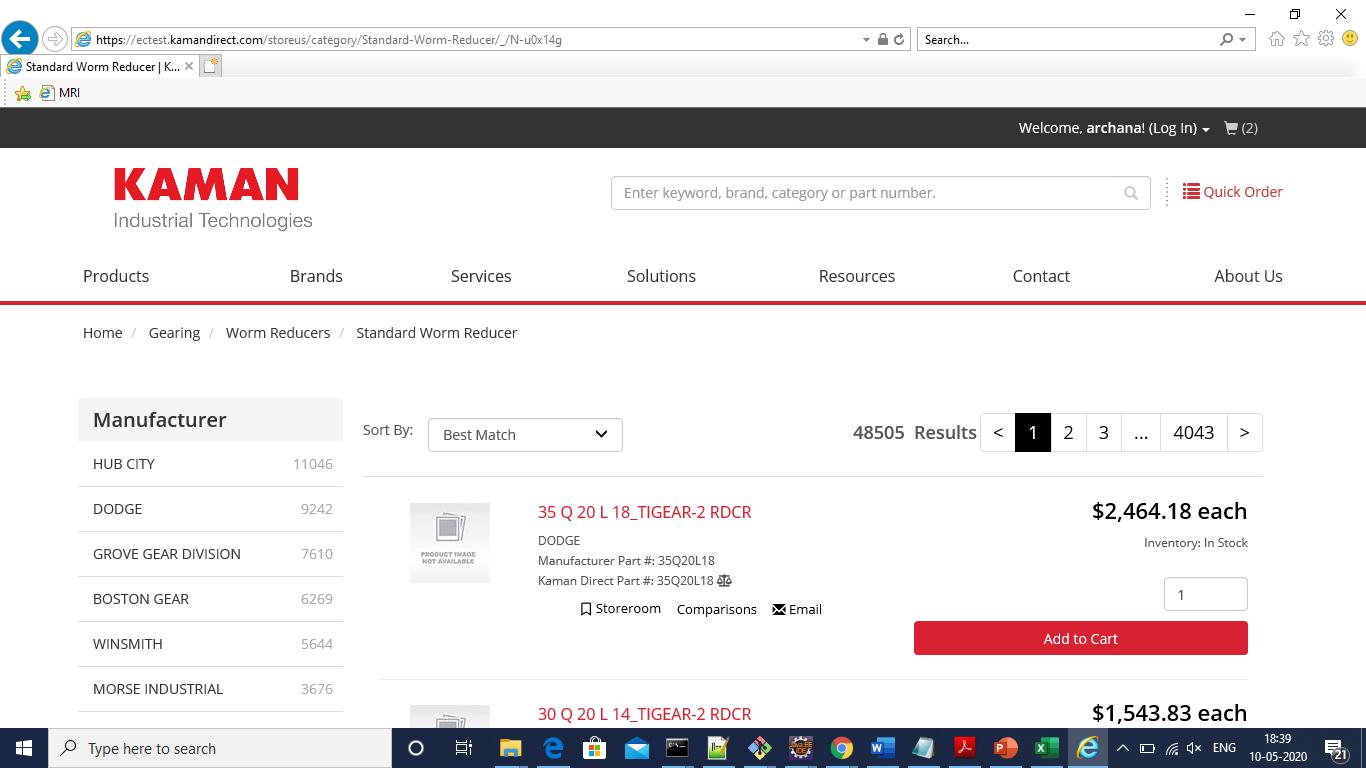 https://ectest.kamandirect.com/storeus/category/Standard-Worm-Reducer/_/N-u0x14g
Search...
Standard Worm Reducer | K...
MRI
Welcome, archana! (Log In)
(2)
KAMAN
Industrial Technologies
Enter keyword, brand, category or part number.
Quick Order
Products Brands Services Solutions Resources Contact About Us
Home / Gearing / Worm Reducers / Standard Worm Reducer
Manufacturer
HUB CITY 11046
DODGE 9242
GROVE GEAR DIVISION 7610
BOSTON GEAR 6269
WINSMITH 5644
MORSE INDUSTRIAL 3676
Sort By: Best Match
48505 Results < 1 2 3 ... 4043 >
PRODUCT IMAGE
NOT AVAILABLE
35 Q 20 L 18_TIGEAR-2 RDCR
DODGE
Manufacturer Part #: 35Q20L18
Kaman Direct Part #: 35Q20L18
Storeroom Comparisons Email
$2,464.18 each
Inventory: In Stock
1
Add to Cart
30 Q 20 L 14_TIGEAR-2 RDCR
$1,543.83 each
Type here to search
ENG
18:39
10-05-2020
21